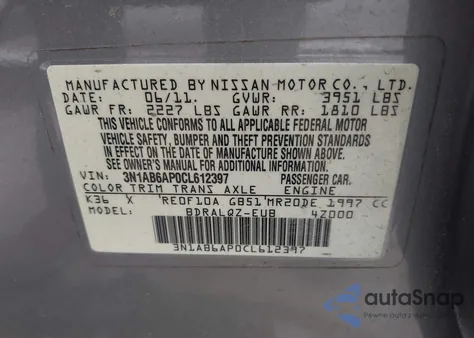 MANUFACTURED BY NISSAN MOTOR CO., LTD.
DATE: 06/11. GVWR: 3951 LBS
GAWR FR: 2227 LBS GAWR RR: 1810 LBS
THIS VEHICLE CONFORMS TO ALL APPLICABLE FEDERAL MOTOR
VEHICLE SAFETY, BUMPER AND THEFT PREVENTION STANDARDS
IN EFFECT ON THE DATE OF MANUFACTURE SHOWN ABOVE.
SEE OWNER'S MANUAL FOR ADDITIONAL INFORMATION.
VIN: 3N1AB6AP0CL612397 PASSENGER CAR.
COLOR TRIM TRANS AXLE ENGINE
K36 X RE0F10A GB51 MR20DE 1997 CC
MODEL: BDRALQZ-EUB 4Z000
3N1AB6AP0CL612397
autoSnap